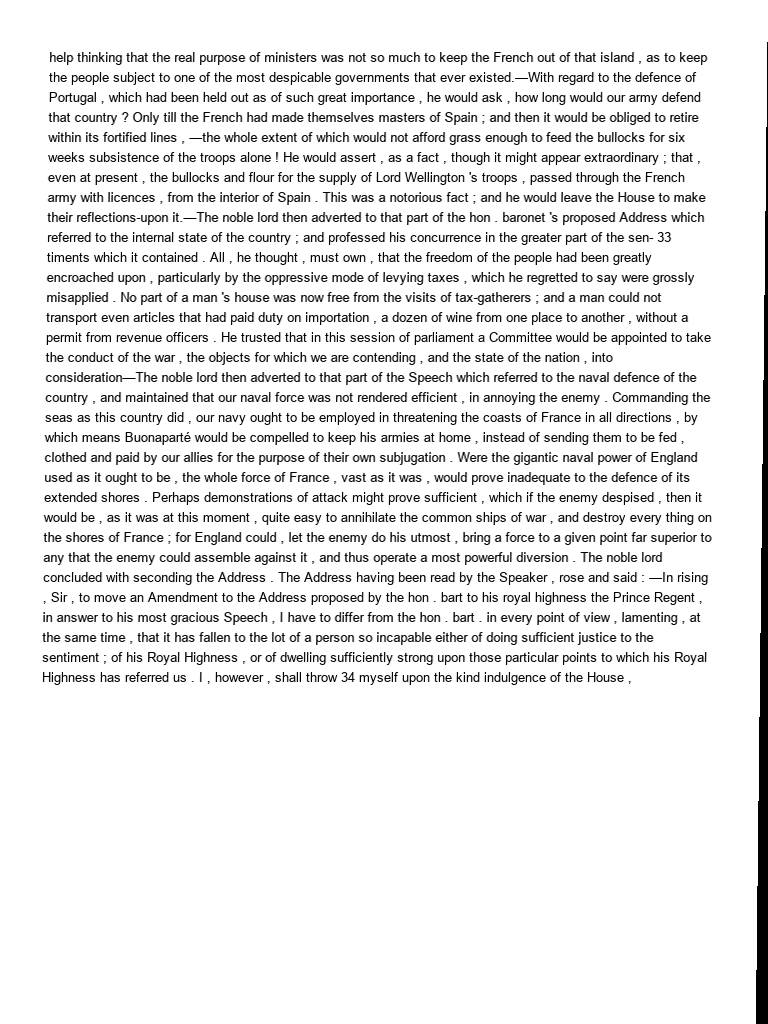 help thinking that the real purpose of ministers was not so much to keep the French out of that island , as to keep
the people subject to one of the most despicable governments that ever existed.—With regard to the defence of
Portugal , which had been held out as of such great importance , he would ask , how long would our army defend
that country ? Only till the French had made themselves masters of Spain ; and then it would be obliged to retire
within its fortified lines , —the whole extent of which would not afford grass enough to feed the bullocks for six
weeks subsistence of the troops alone ! He would assert , as a fact , though it might appear extraordinary ; that ,
even at present , the bullocks and flour for the supply of Lord Wellington 's troops , passed through the French
army with licences , from the interior of Spain . This was a notorious fact ; and he would leave the House to make
their reflections-upon it.—The noble lord then adverted to that part of the hon . baronet 's proposed Address which
referred to the internal state of the country ; and professed his concurrence in the greater part of the sen- 33
timents which it contained . All , he thought , must own , that the freedom of the people had been greatly
encroached upon , particularly by the oppressive mode of levying taxes , which he regretted to say were grossly
misapplied . No part of a man 's house was now free from the visits of tax-gatherers ; and a man could not
transport even articles that had paid duty on importation , a dozen of wine from one place to another , without a
permit from revenue officers . He trusted that in this session of parliament a Committee would be appointed to take
the conduct of the war , the objects for which we are contending , and the state of the nation , into
consideration—The noble lord then adverted to that part of the Speech which referred to the naval defence of the
country , and maintained that our naval force was not rendered efficient , in annoying the enemy . Commanding the
seas as this country did , our navy ought to be employed in threatening the coasts of France in all directions , by
which means Buonaparté would be compelled to keep his armies at home , instead of sending them to be fed ,
clothed and paid by our allies for the purpose of their own subjugation . Were the gigantic naval power of England
used as it ought to be , the whole force of France , vast as it was , would prove inadequate to the defence of its
extended shores . Perhaps demonstrations of attack might prove sufficient , which if the enemy despised , then it
would be , as it was at this moment , quite easy to annihilate the common ships of war , and destroy every thing on
the shores of France ; for England could , let the enemy do his utmost , bring a force to a given point far superior to
any that the enemy could assemble against it , and thus operate a most powerful diversion . The noble lord
concluded with seconding the Address . The Address having been read by the Speaker , rose and said : —In rising
, Sir , to move an Amendment to the Address proposed by the hon . bart to his royal highness the Prince Regent ,
in answer to his most gracious Speech , I have to differ from the hon . bart . in every point of view , lamenting , at
the same time , that it has fallen to the lot of a person so incapable either of doing sufficient justice to the
sentiment ; of his Royal Highness , or of dwelling sufficiently strong upon those particular points to which his Royal
Highness has referred us . I , however , shall throw 34 myself upon the kind indulgence of the House ,